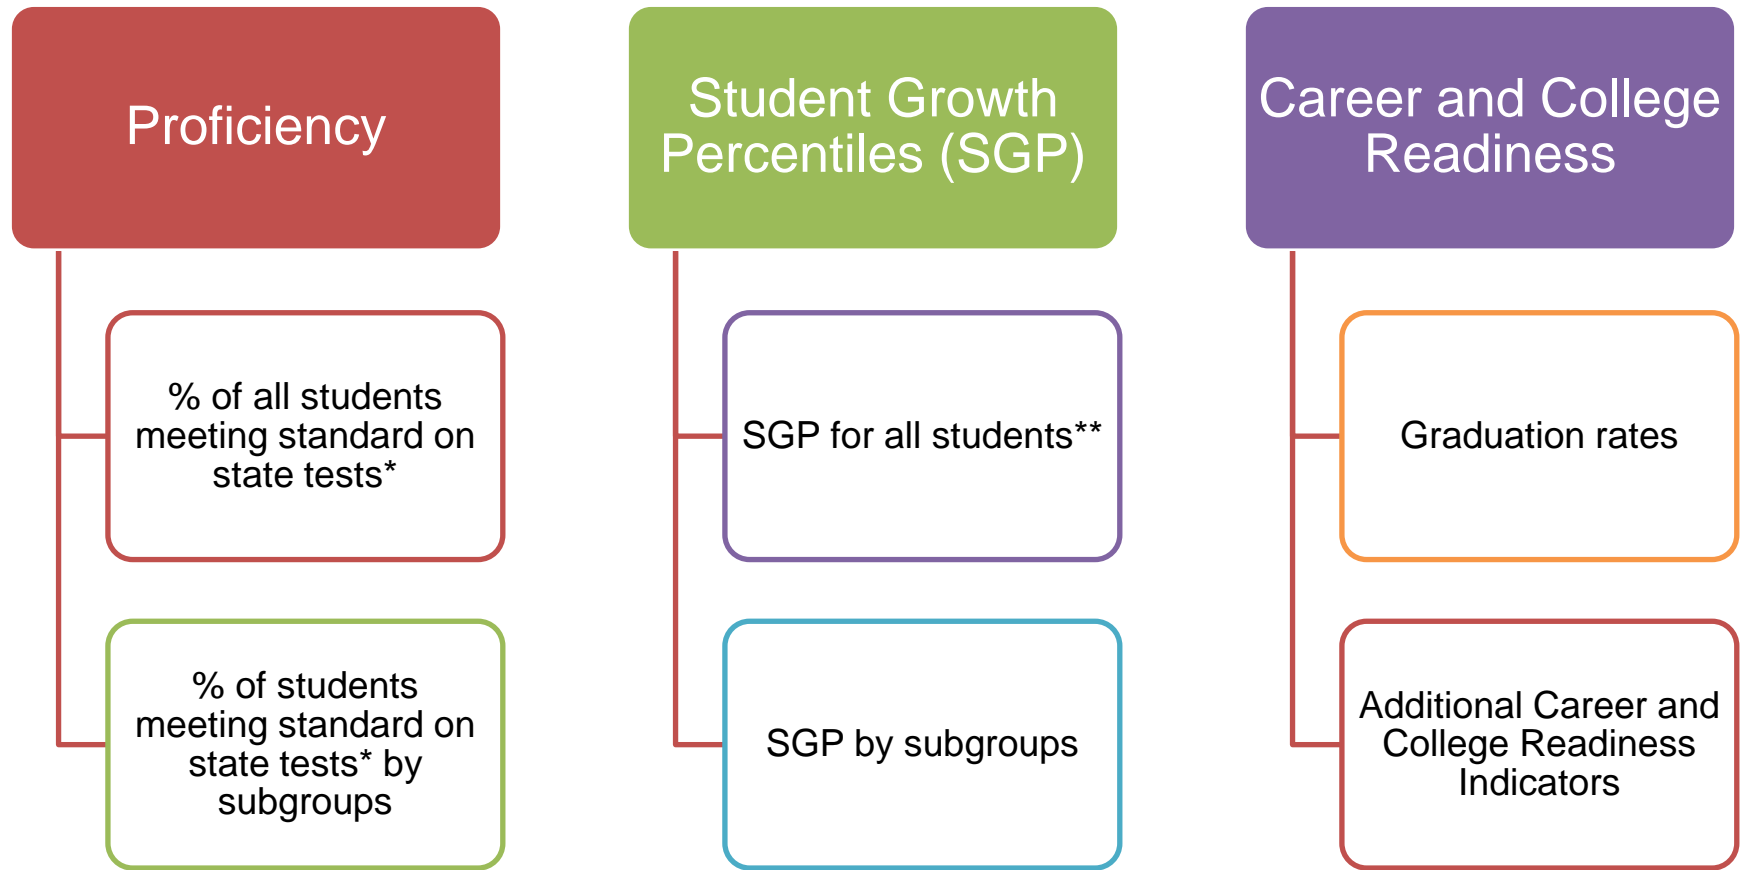 Proficiency
% of all students
meeting standard on
state tests*
% of students
meeting standard on
state tests* by
subgroups
Student Growth
Percentiles (SGP)
SGP for all students**
SGP by subgroups
Career and College
Readiness
Graduation rates
Additional Career and
College Readiness
Indicators